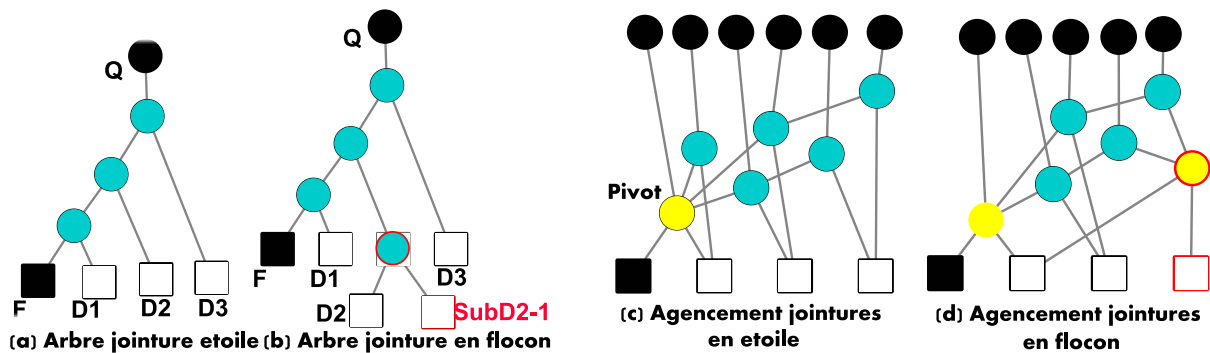 Q
F
D1
D2
D3
(a) Arbre jointure etoile
Q
F
D1
D3
D2
SubD2-1
(b) Arbre jointure en flocon
Pivot
(c) Agencement jointures
en etoile
(d) Agencement jointures
en flocon